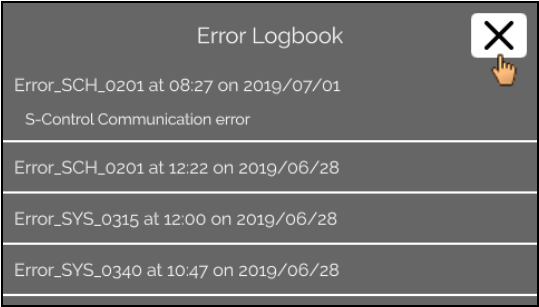 Error Logbook
Error_SCH_0201 at 08:27 on 2019/07/01
S-Control Communication error
Error_SCH_0201 at 12:22 on 2019/06/28
Error_SYS_0315 at 12:00 on 2019/06/28
Error_SYS_0340 at 10:47 on 2019/06/28